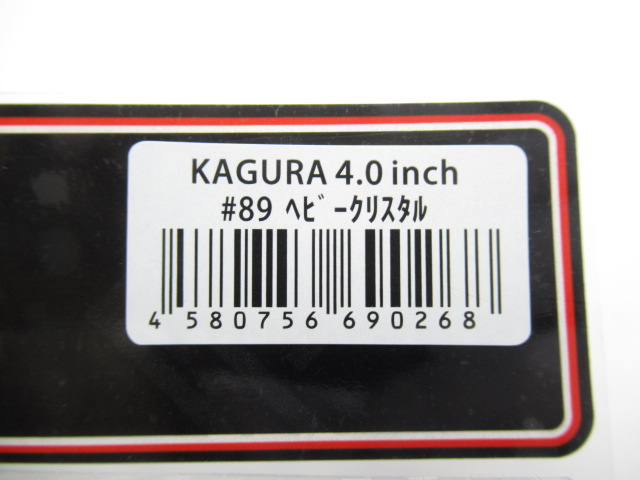 KAGURA 4.0 inch
#89 ﾍﾋﾞｰｸﾘｽﾀﾙ
4 580756 690268